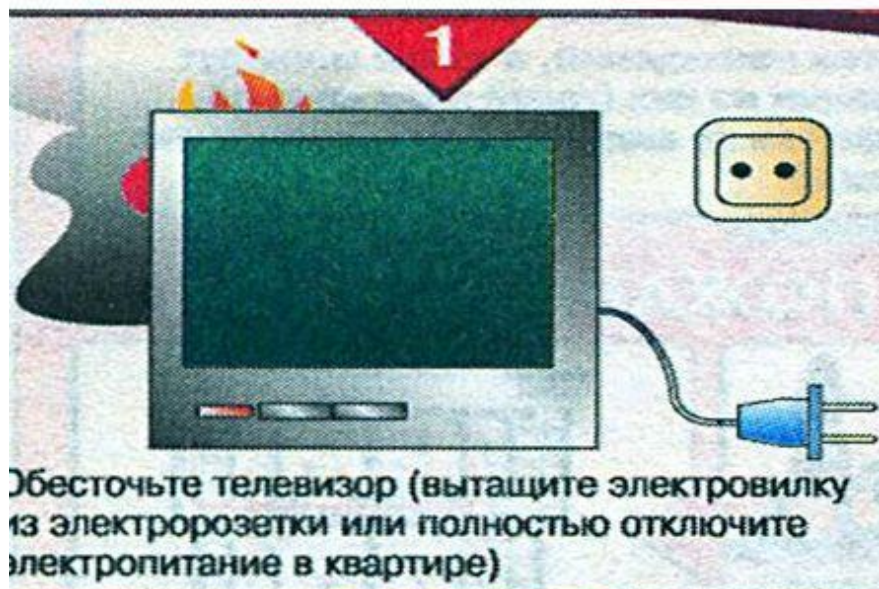 1
Обесточьте телевизор (вытащите электровилку
из электророзетки или полностью отключите
электропитание в квартире)